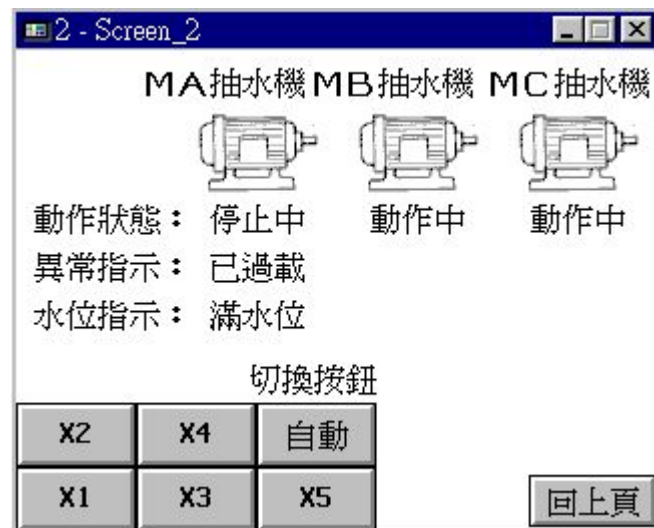 2 - Screen_2
MA抽水機 MB抽水機 MC抽水機
動作狀態： 停止中 動作中 動作中
異常指示： 已過載
水位指示： 滿水位
切換按鈕
X2 X4 自動
X1 X3 X5 回上頁